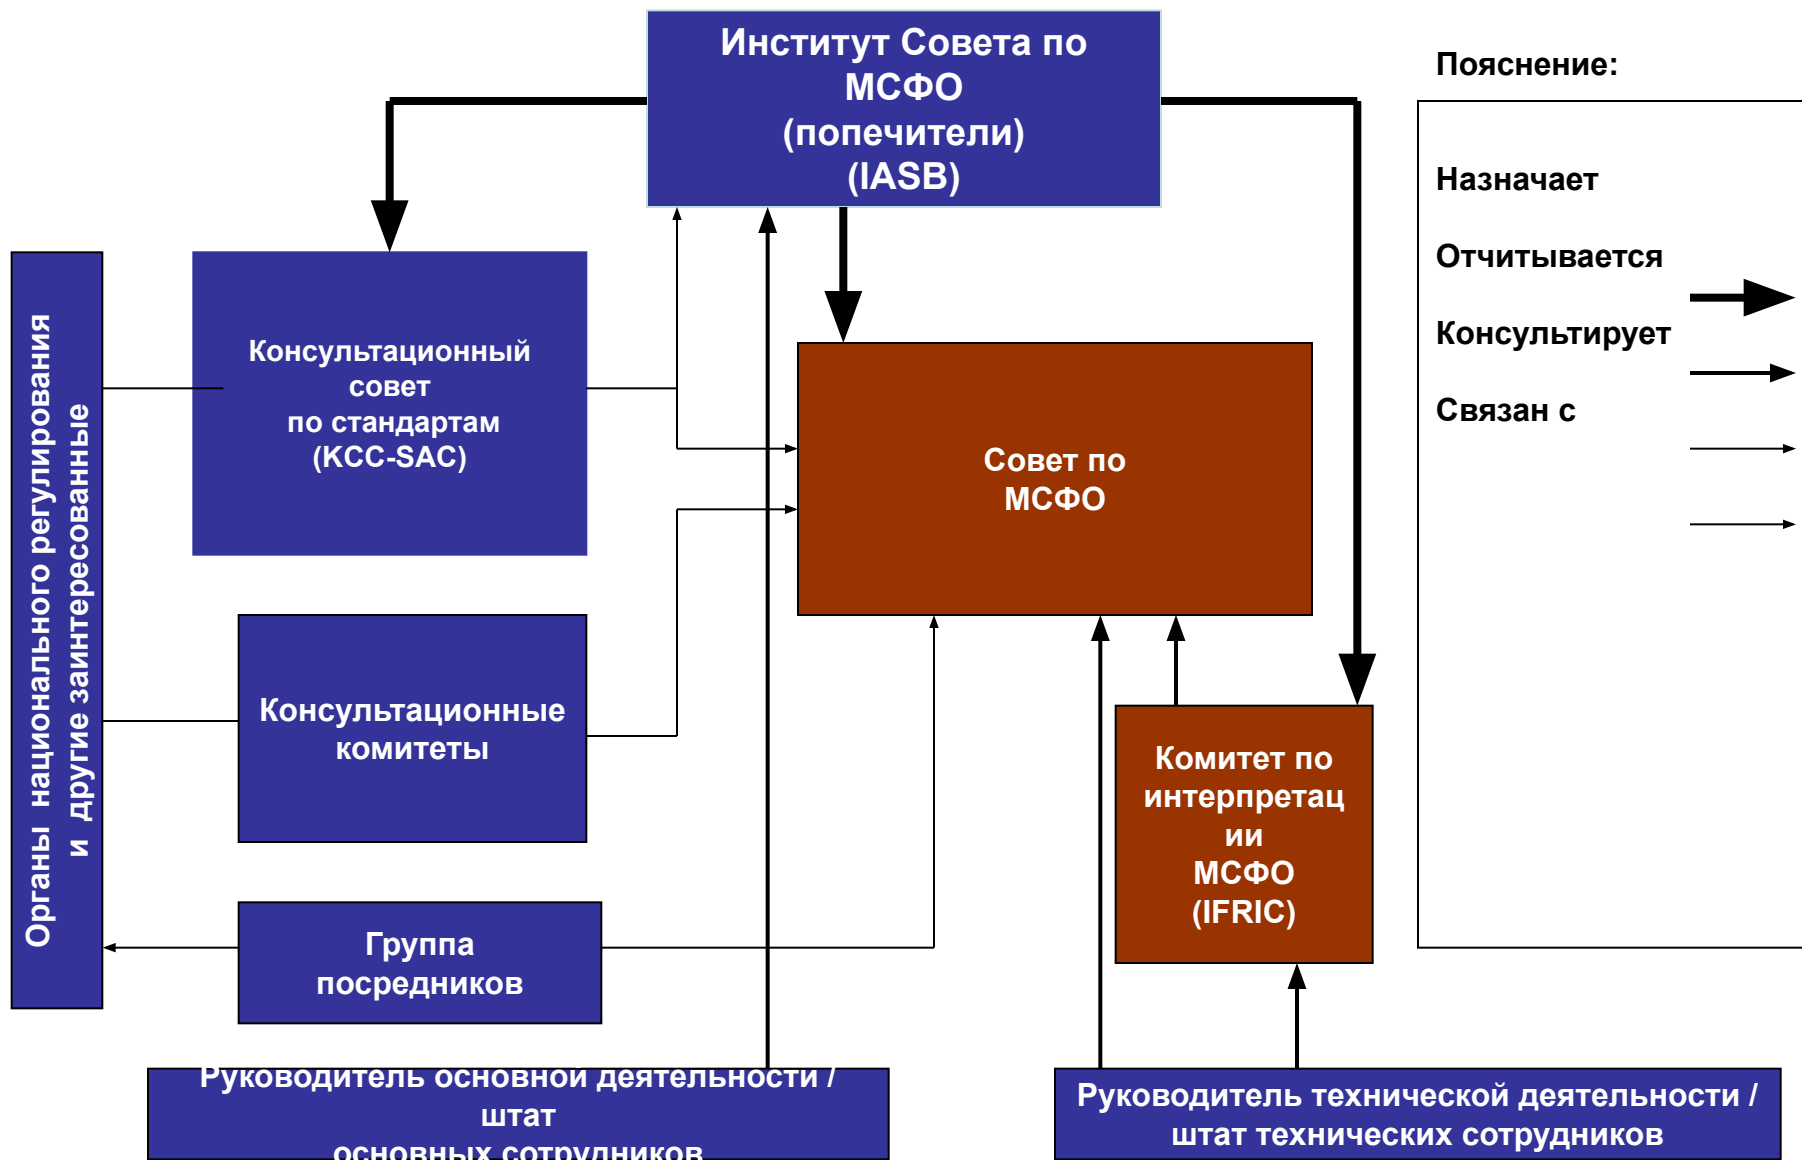 Институт Совета по
МСФО
(попечители)
(IASB)
Пояснение:
Назначает
Отчитывается
Консультирует
Связан с
Органы национального регулирования
и другие заинтересованные
Консультационный
совет
по стандартам
(КСС-SAC)
Совет по
МСФО
Консультационные
комитеты
Комитет по
интерпретац
ии
МСФО
(IFRIC)
Группа
посредников
Руководитель основной деятельности /
штат
основных сотрудников
Руководитель технической деятельности /
штат технических сотрудников